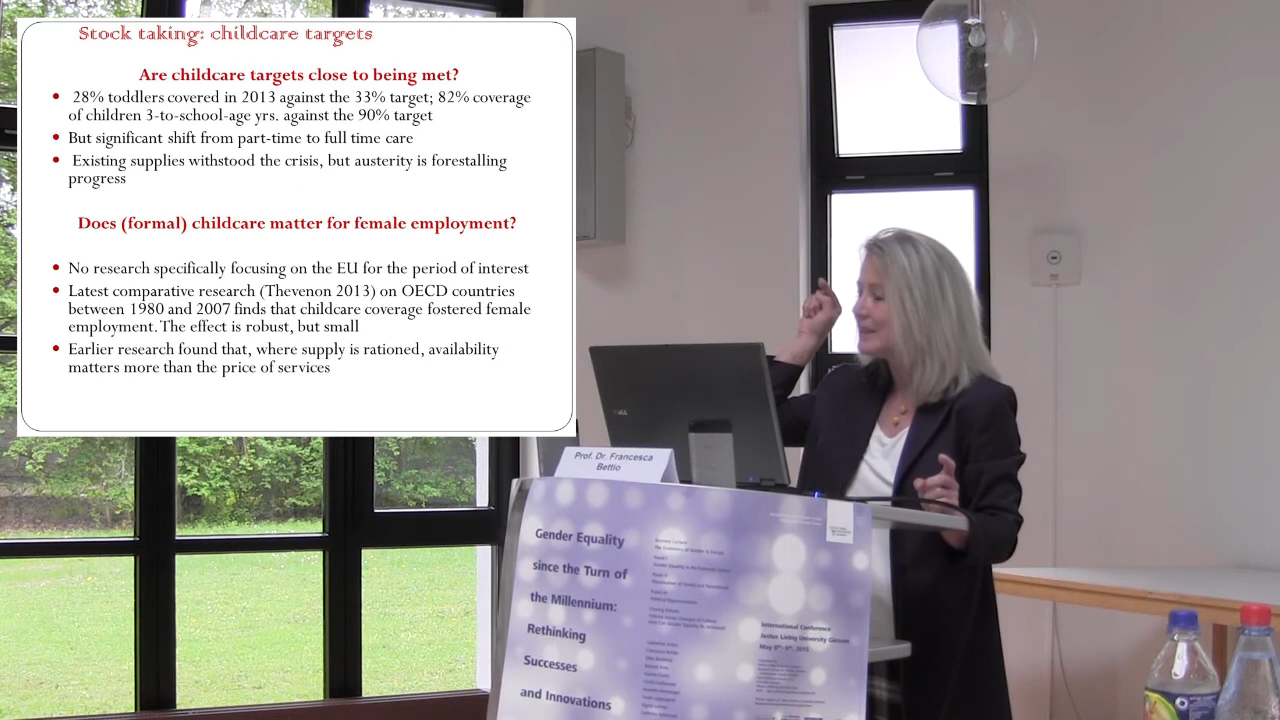 Stock taking: childcare targets
Are childcare targets close to being met?
• 28% toddlers covered in 2013 against the 33% target; 82% coverage
of children 3-to-school-age yrs. against the 90% target
• But significant shift from part-time to full time care
• Existing supplies withstood the crisis, but austerity is forestalling
progress
Does (formal) childcare matter for female employment?
• No research specifically focusing on the EU for the period of interest
• Latest comparative research (Thevenon 2013) on OECD countries
between 1980 and 2007 finds that childcare coverage fostered female
employment. The effect is robust, but small
• Earlier research found that, where supply is rationed, availability
matters more than the price of services
DELL
Prof. Dr. Francesca
Bettio
Gender Equality
since the Turn of
the Millennium:
Rethinking
Successes
and Innovations
International Conference
Justus Liebig University Giessen
May 8th-9th, 2015